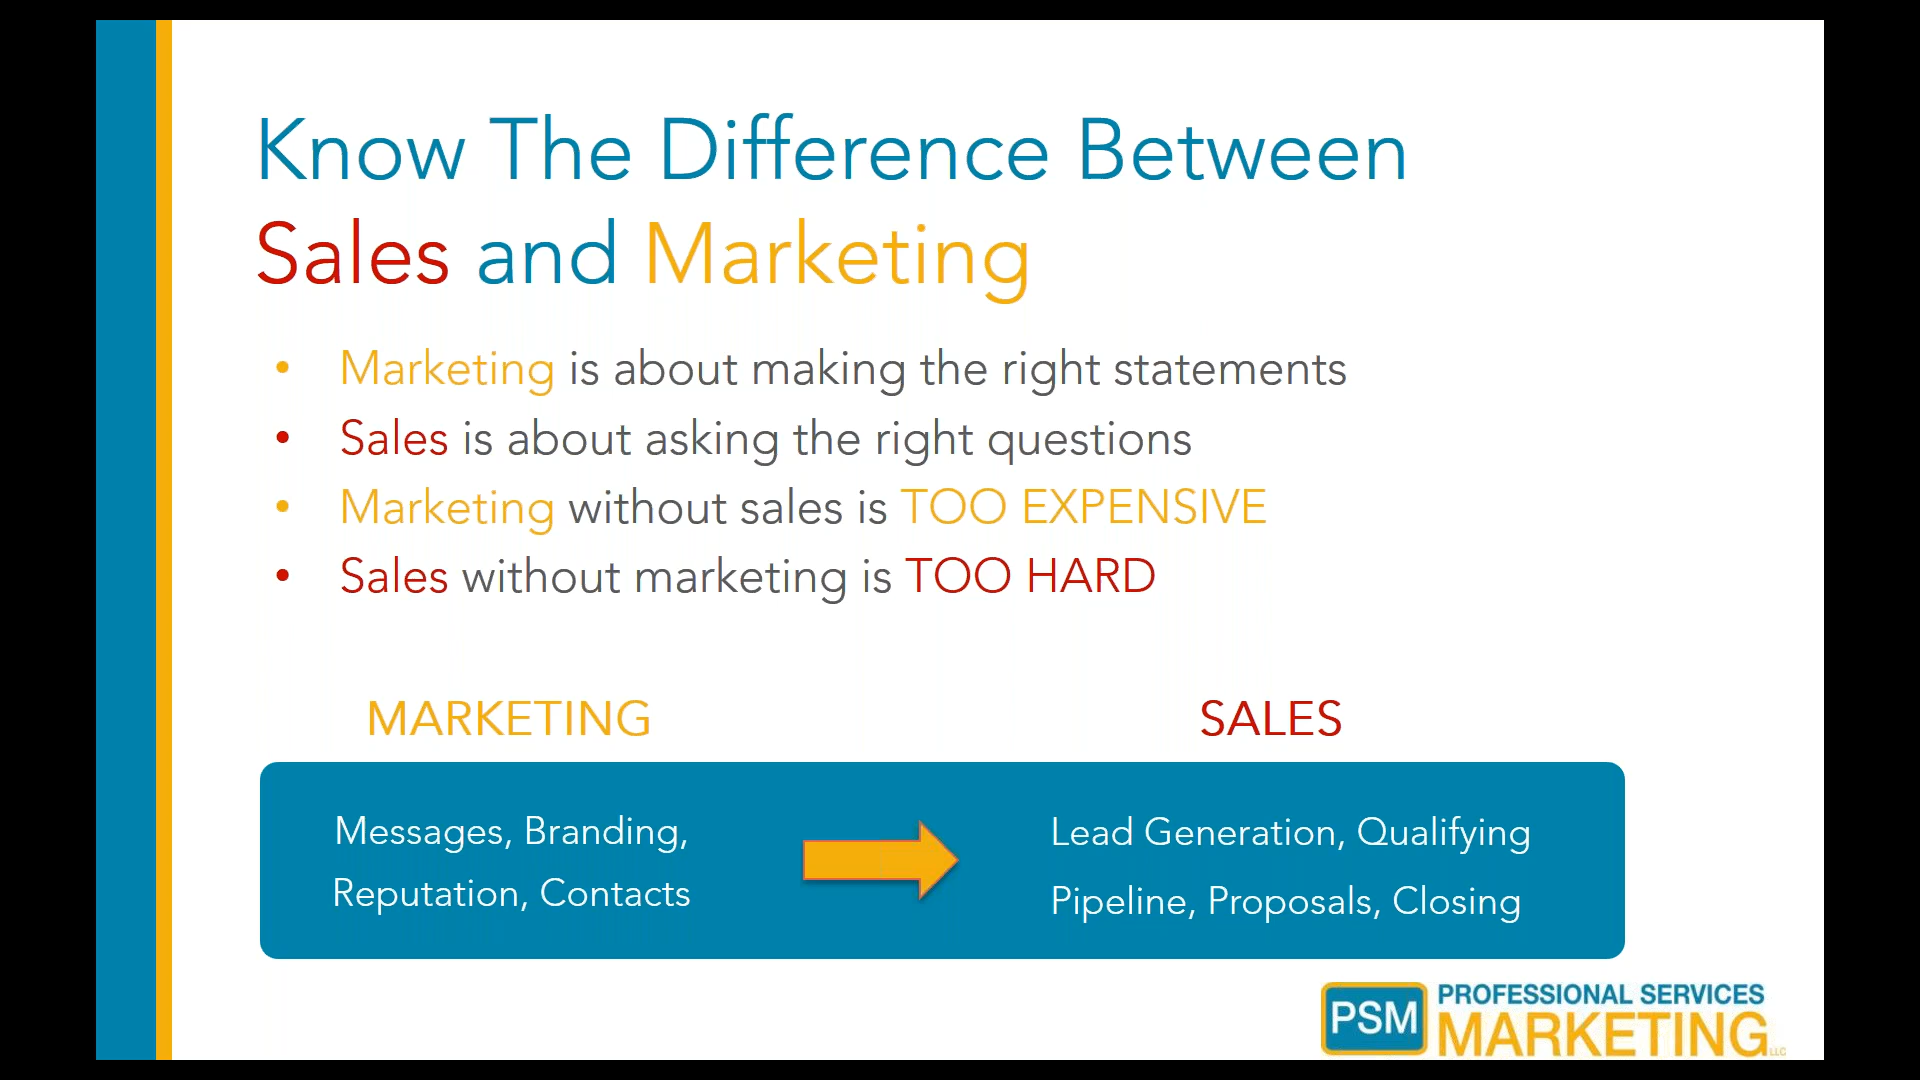 Know The Difference Between
Sales and Marketing
• Marketing is about making the right statements
• Sales is about asking the right questions
• Marketing without sales is TOO EXPENSIVE
• Sales without marketing is TOO HARD
MARKETING
SALES
Messages, Branding,
Reputation, Contacts
Lead Generation, Qualifying
Pipeline, Proposals, Closing
PSM
PROFESSIONAL SERVICES
MARKETING LLC